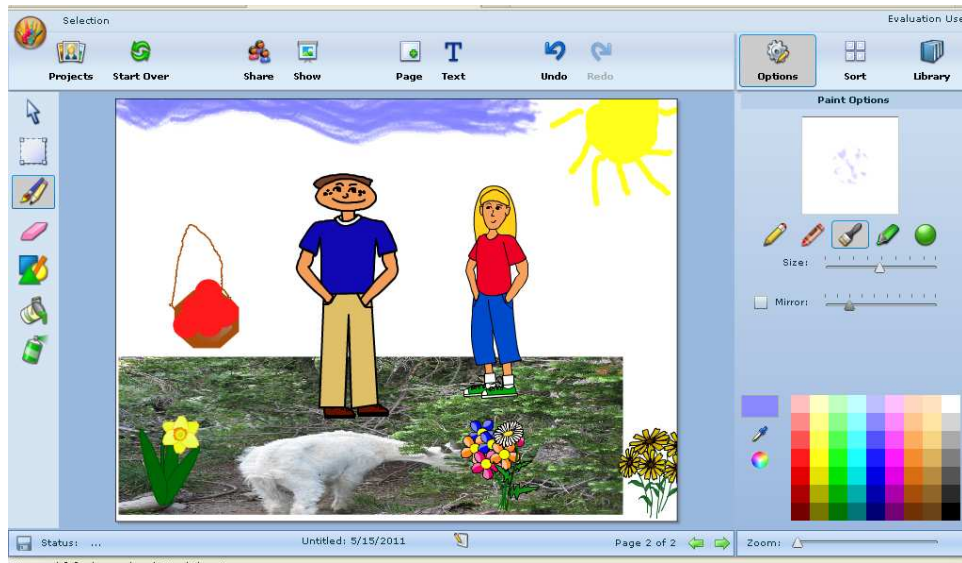 Selection
Evaluation Use
Projects Start Over Share Show Page Text Undo Redo Options Sort Library
Paint Options
Size:
Mirror:
Status: ... Untitled: 5/15/2011 Page 2 of 2 Zoom: